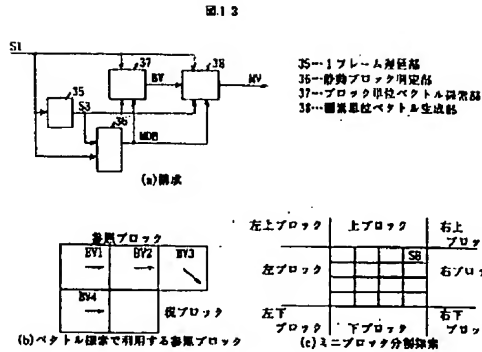 図13
S1
37
38
BV
MV
35
S3
36
MDB
(a)構成
35…1フレーム遅延部
36…静動ブロック判定部
37…ブロック単位ベクトル探索部
38…画素単位ベクトル生成部
参照ブロック
BV1
BV2
BV3
BV4
現ブロック
(b)ベクトル探索で利用する参照ブロック
左上ブロック
上ブロック
右上
ブロック
左ブロック
SB
右ブロック
左下
ブロック
下ブロック
右下
ブロック
(c)ミニブロック分割探索